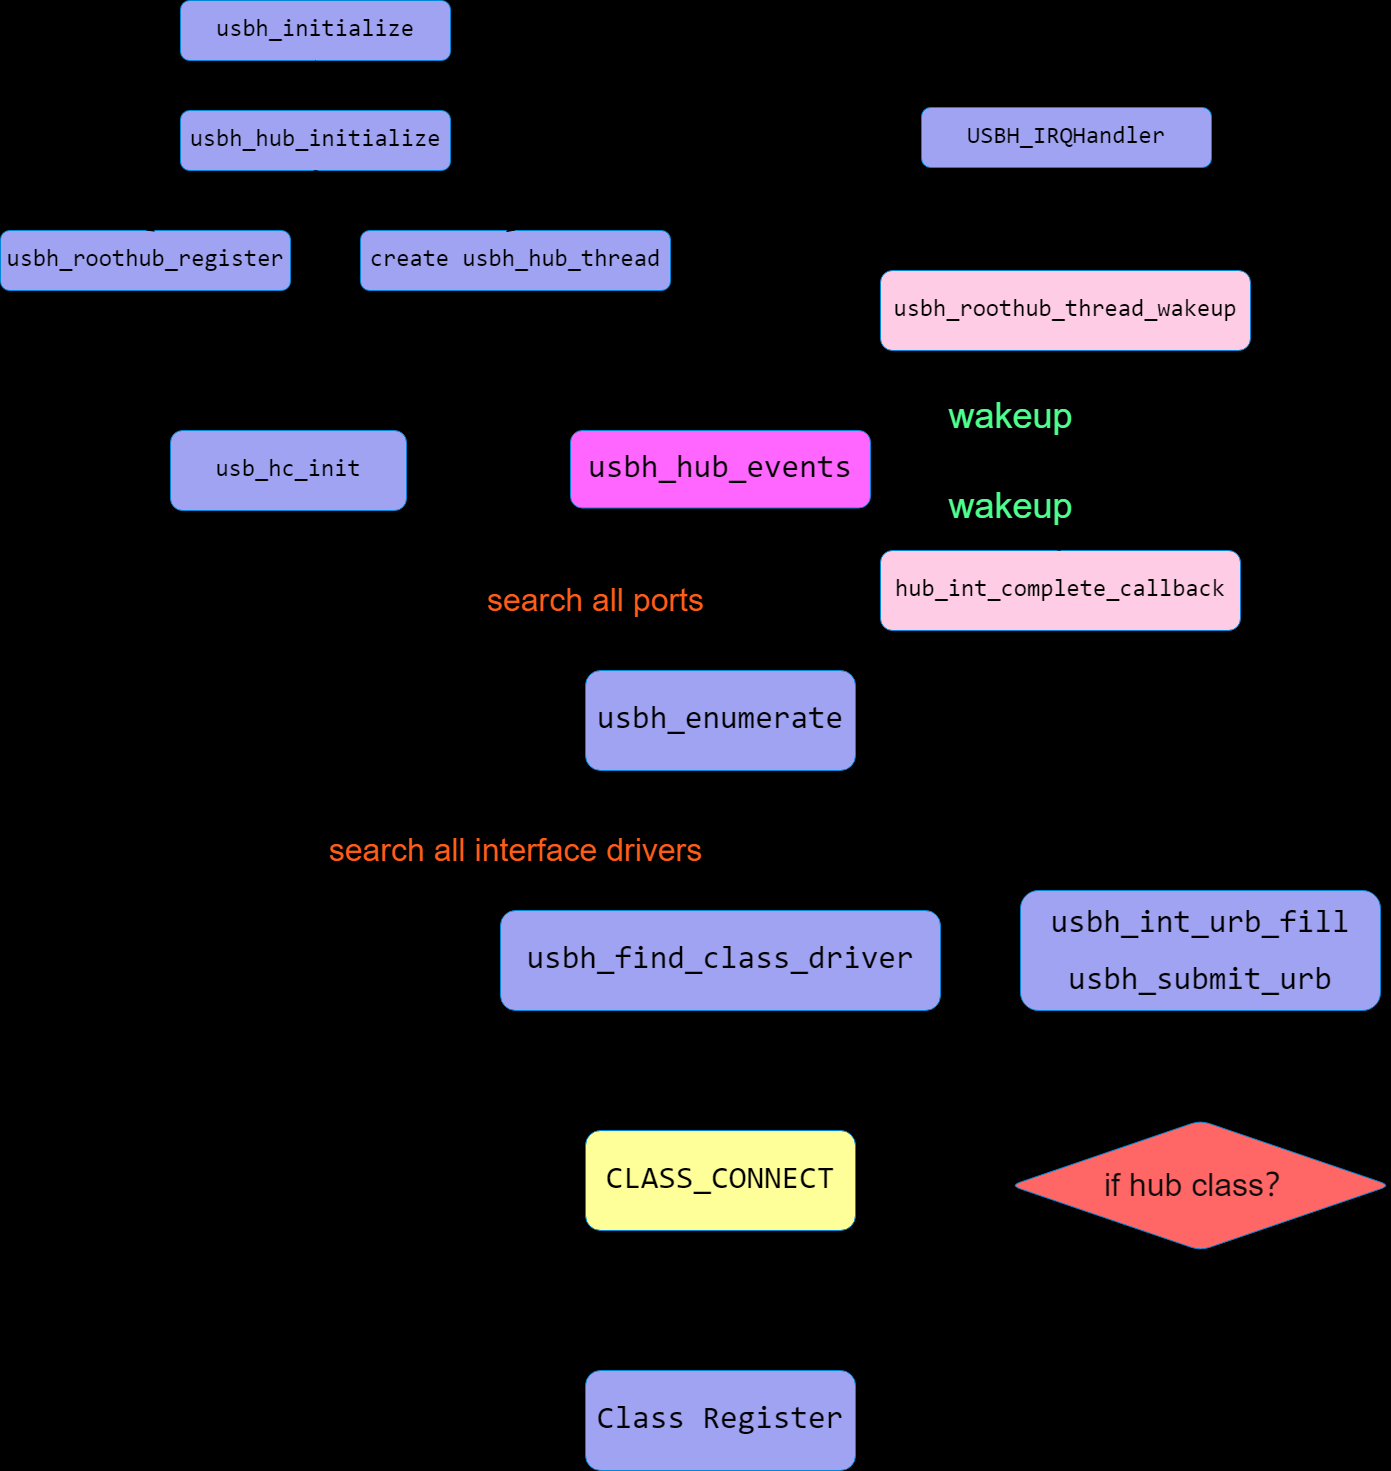 usbh_initialize
usbh_hub_initialize
USBH_IRQHandler
usbh_roothub_register
create usbh_hub_thread
usbh_roothub_thread_wakeup
wakeup
usb_hc_init
usbh_hub_events
wakeup
hub_int_complete_callback
search all ports
usbh_enumerate
search all interface drivers
usbh_find_class_driver
usbh_int_urb_fill
usbh_submit_urb
CLASS_CONNECT
if hub class?
Class Register